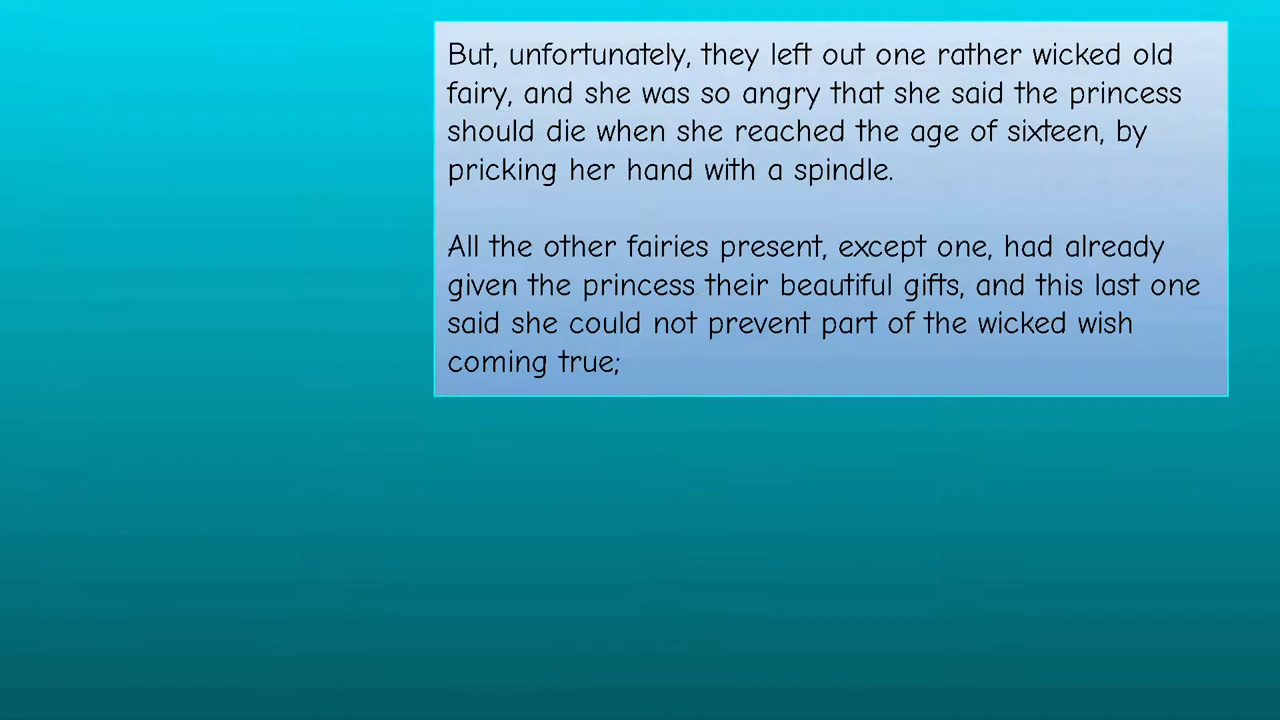 But, unfortunately, they left out one rather wicked old
fairy, and she was so angry that she said the princess
should die when she reached the age of sixteen, by
pricking her hand with a spindle.
All the other fairies present, except one, had already
given the princess their beautiful gifts, and this last one
said she could not prevent part of the wicked wish
coming true;